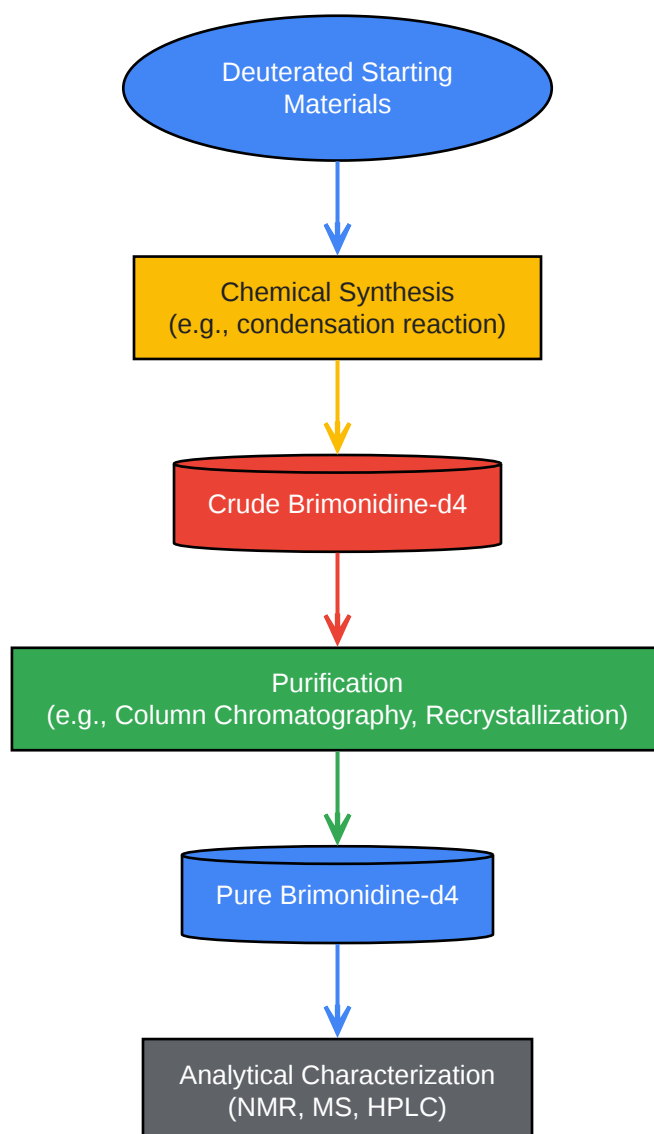 Deuterated Starting
Materials
Chemical Synthesis
(e.g., condensation reaction)
Crude Brimonidine-d4
Purification
(e.g., Column Chromatography, Recrystallization)
Pure Brimonidine-d4
Analytical Characterization
(NMR, MS, HPLC)